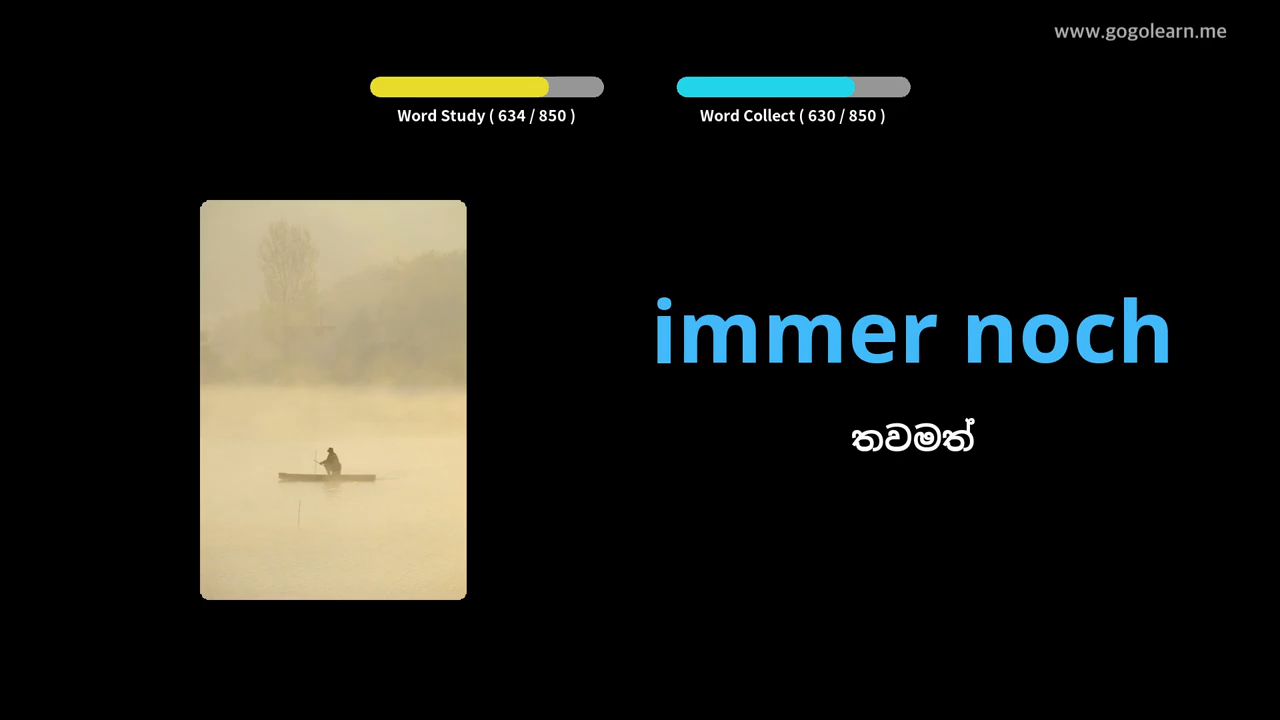 www.gogolearn.me
Word Study ( 634 / 850 )
Word Collect ( 630 / 850 )
immer noch
තවමත්